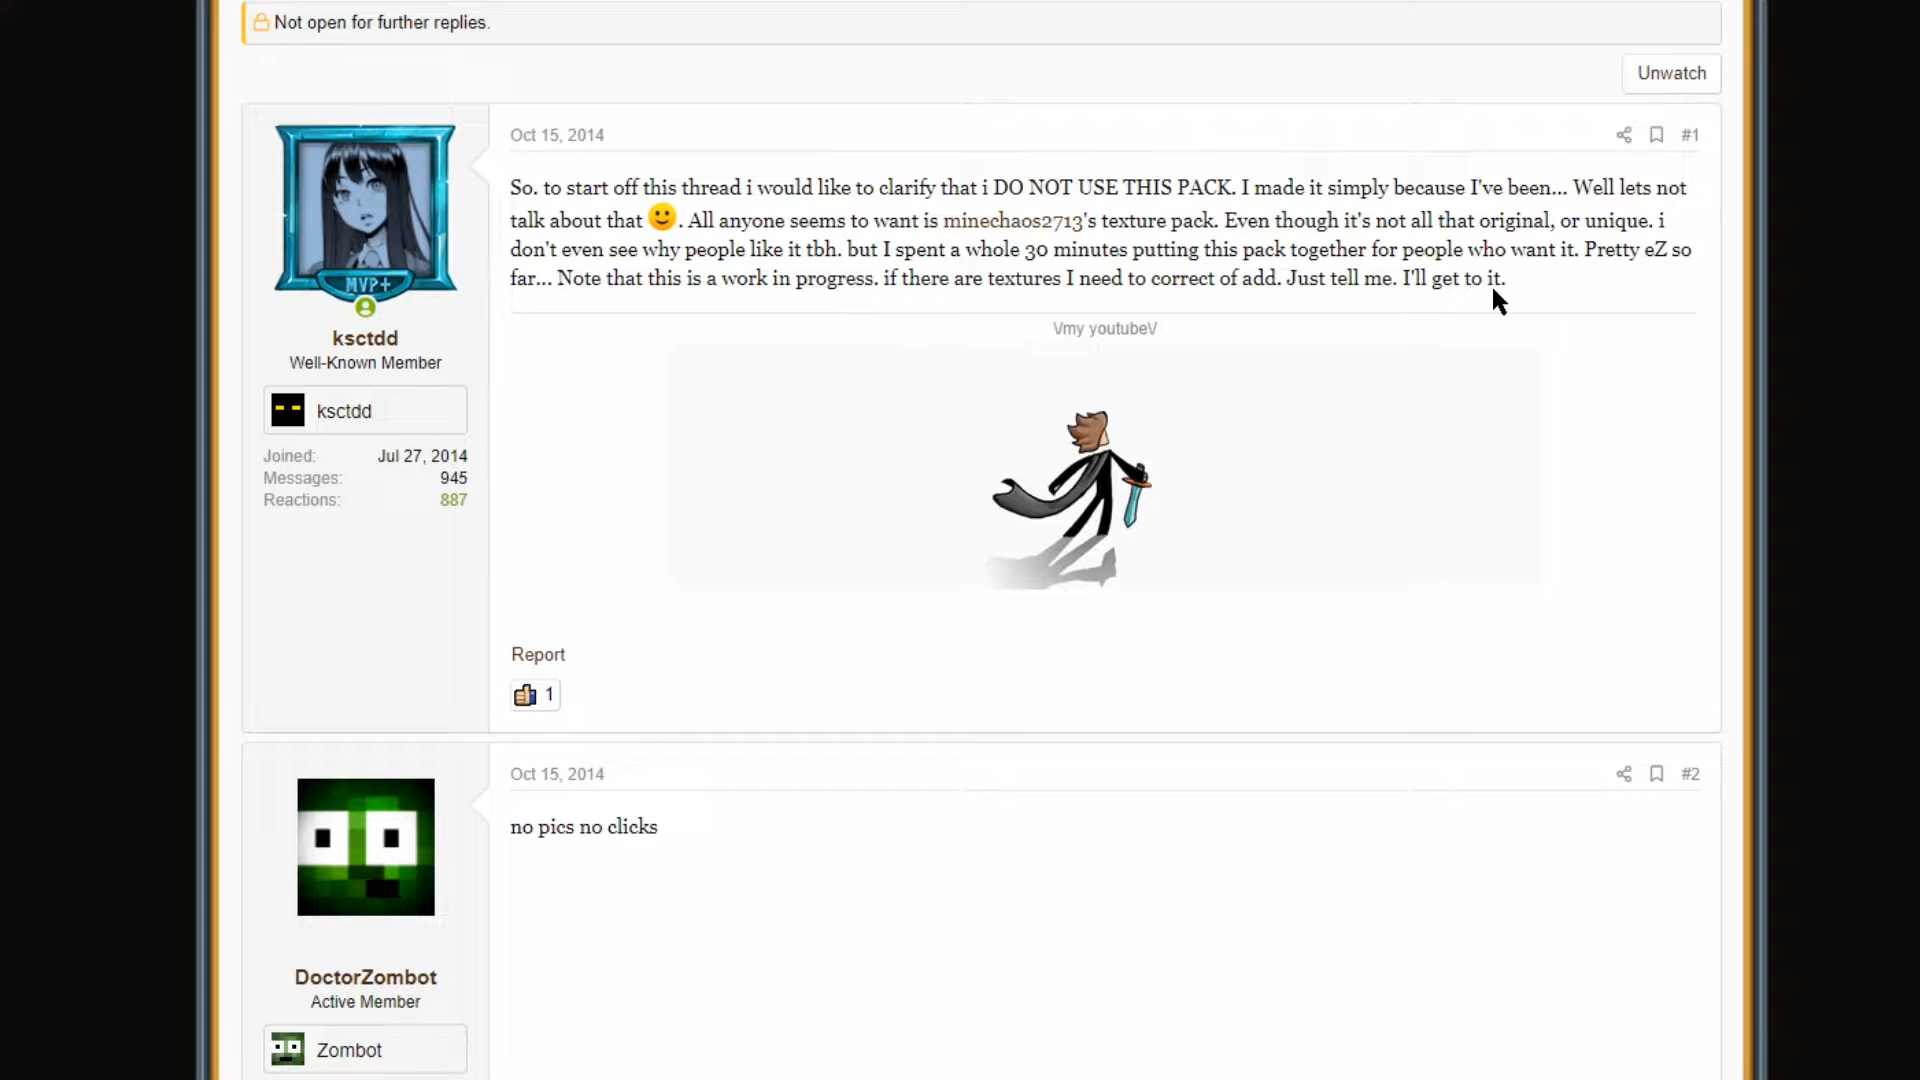 Not open for further replies.
Unwatch
Oct 15, 2014
#1
So. to start off this thread i would like to clarify that i DO NOT USE THIS PACK. I made it simply because I've been... Well lets not
talk about that 🙂. All anyone seems to want is minechaos2713's texture pack. Even though it's not all that original, or unique. i
don't even see why people like it tbh. but I spent a whole 30 minutes putting this pack together for people who want it. Pretty eZ so
far... Note that this is a work in progress. if there are textures I need to correct of add. Just tell me. I'll get to it.
\/my youtube\/
MVP+
ksctdd
Well-Known Member
ksctdd
Joined: Jul 27, 2014
Messages: 945
Reactions: 887
Report
1
Oct 15, 2014
#2
no pics no clicks
DoctorZombot
Active Member
Zombot